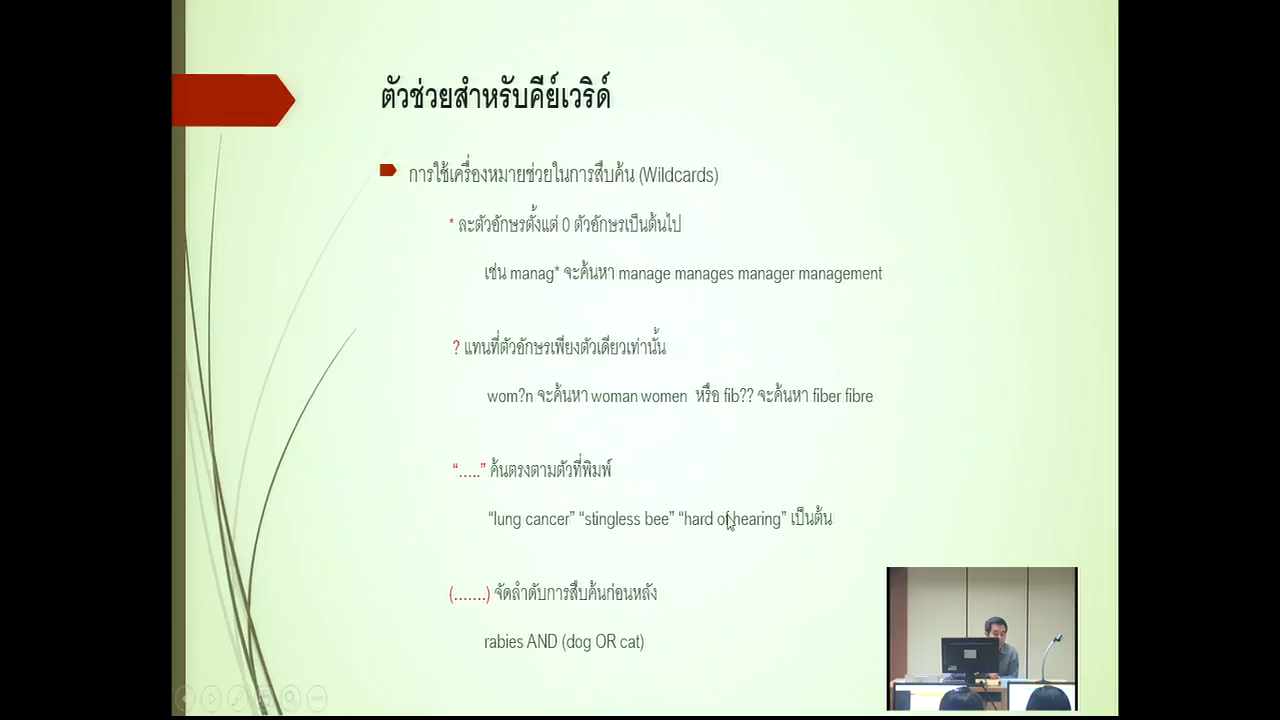 ตัวช่วยสำหรับคีย์เวริด์
การใช้เครื่องหมายช่วยในการสืบค้น (Wildcards)
* ละตัวอักษรตั้งแต่ 0 ตัวอักษรเป็นต้นไป
เช่น manag* จะค้นหา manage manages manager management
? แทนที่ตัวอักษรเพียงตัวเดียวเท่านั้น
wom?n จะค้นหา woman women หรือ fib?? จะค้นหา fiber fibre
“…..” ค้นตรงตามตัวที่พิมพ์
“lung cancer” “stingless bee” “hard of hearing” เป็นต้น
(…….) จัดลำดับการสืบค้นก่อนหลัง
rabies AND (dog OR cat)